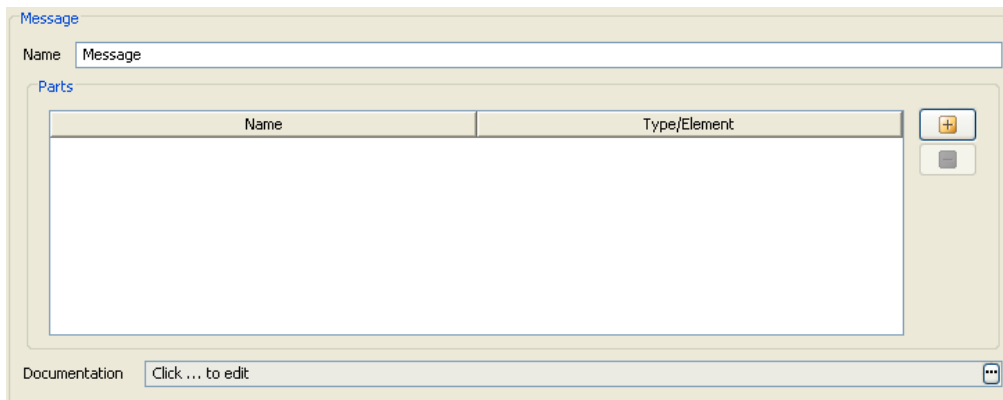 Message
Name Message
Parts
Name Type/Element
Documentation Click ... to edit